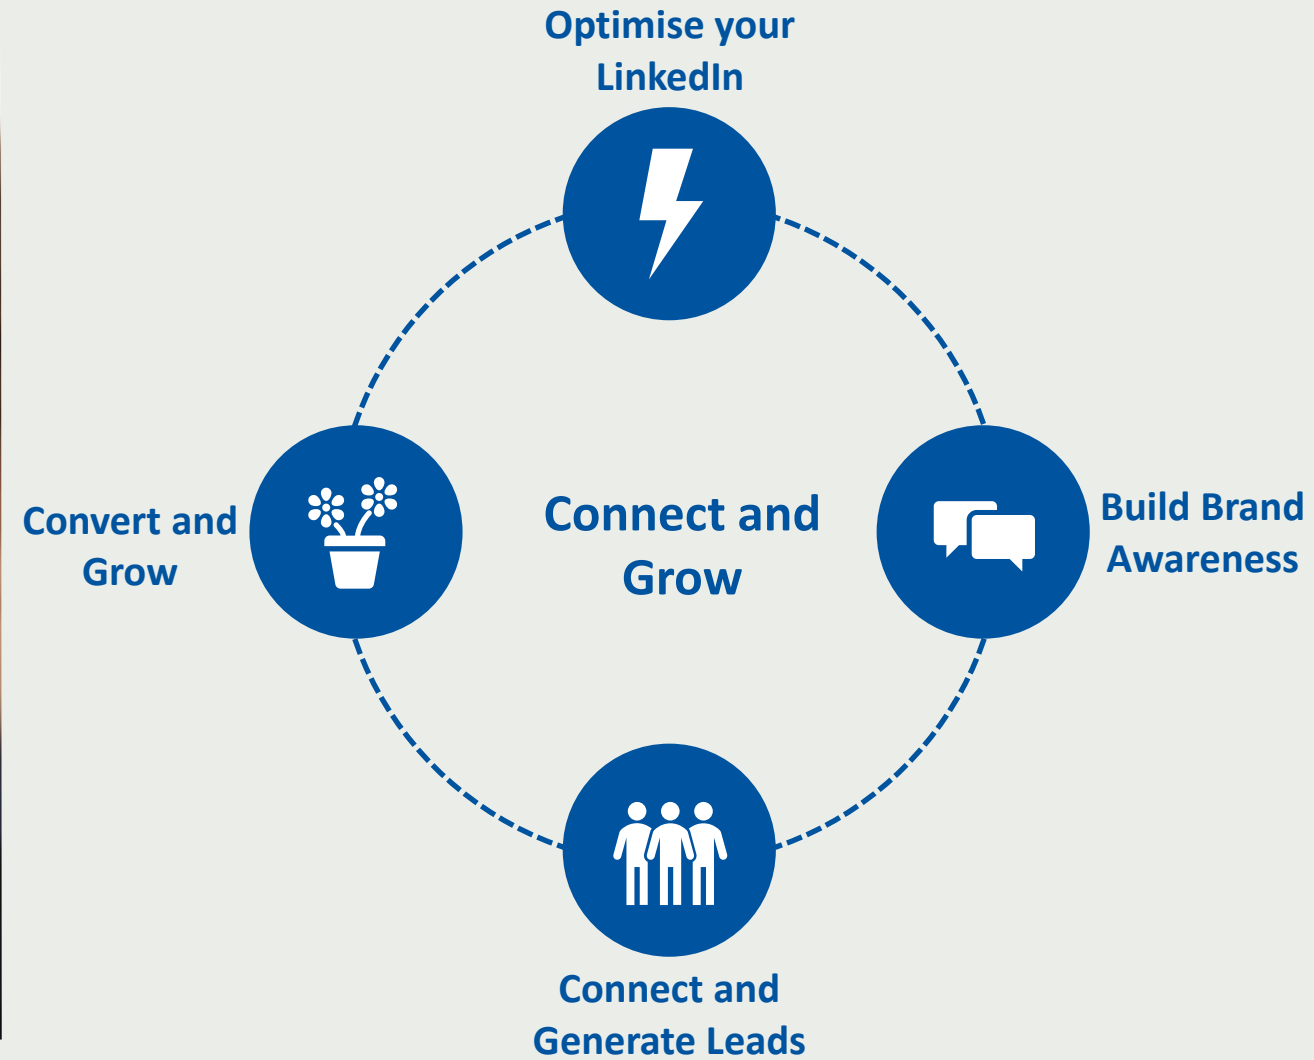 Optimise your
LinkedIn
Build Brand
Awareness
Connect and
Generate Leads
Convert and
Grow
Connect and
Grow